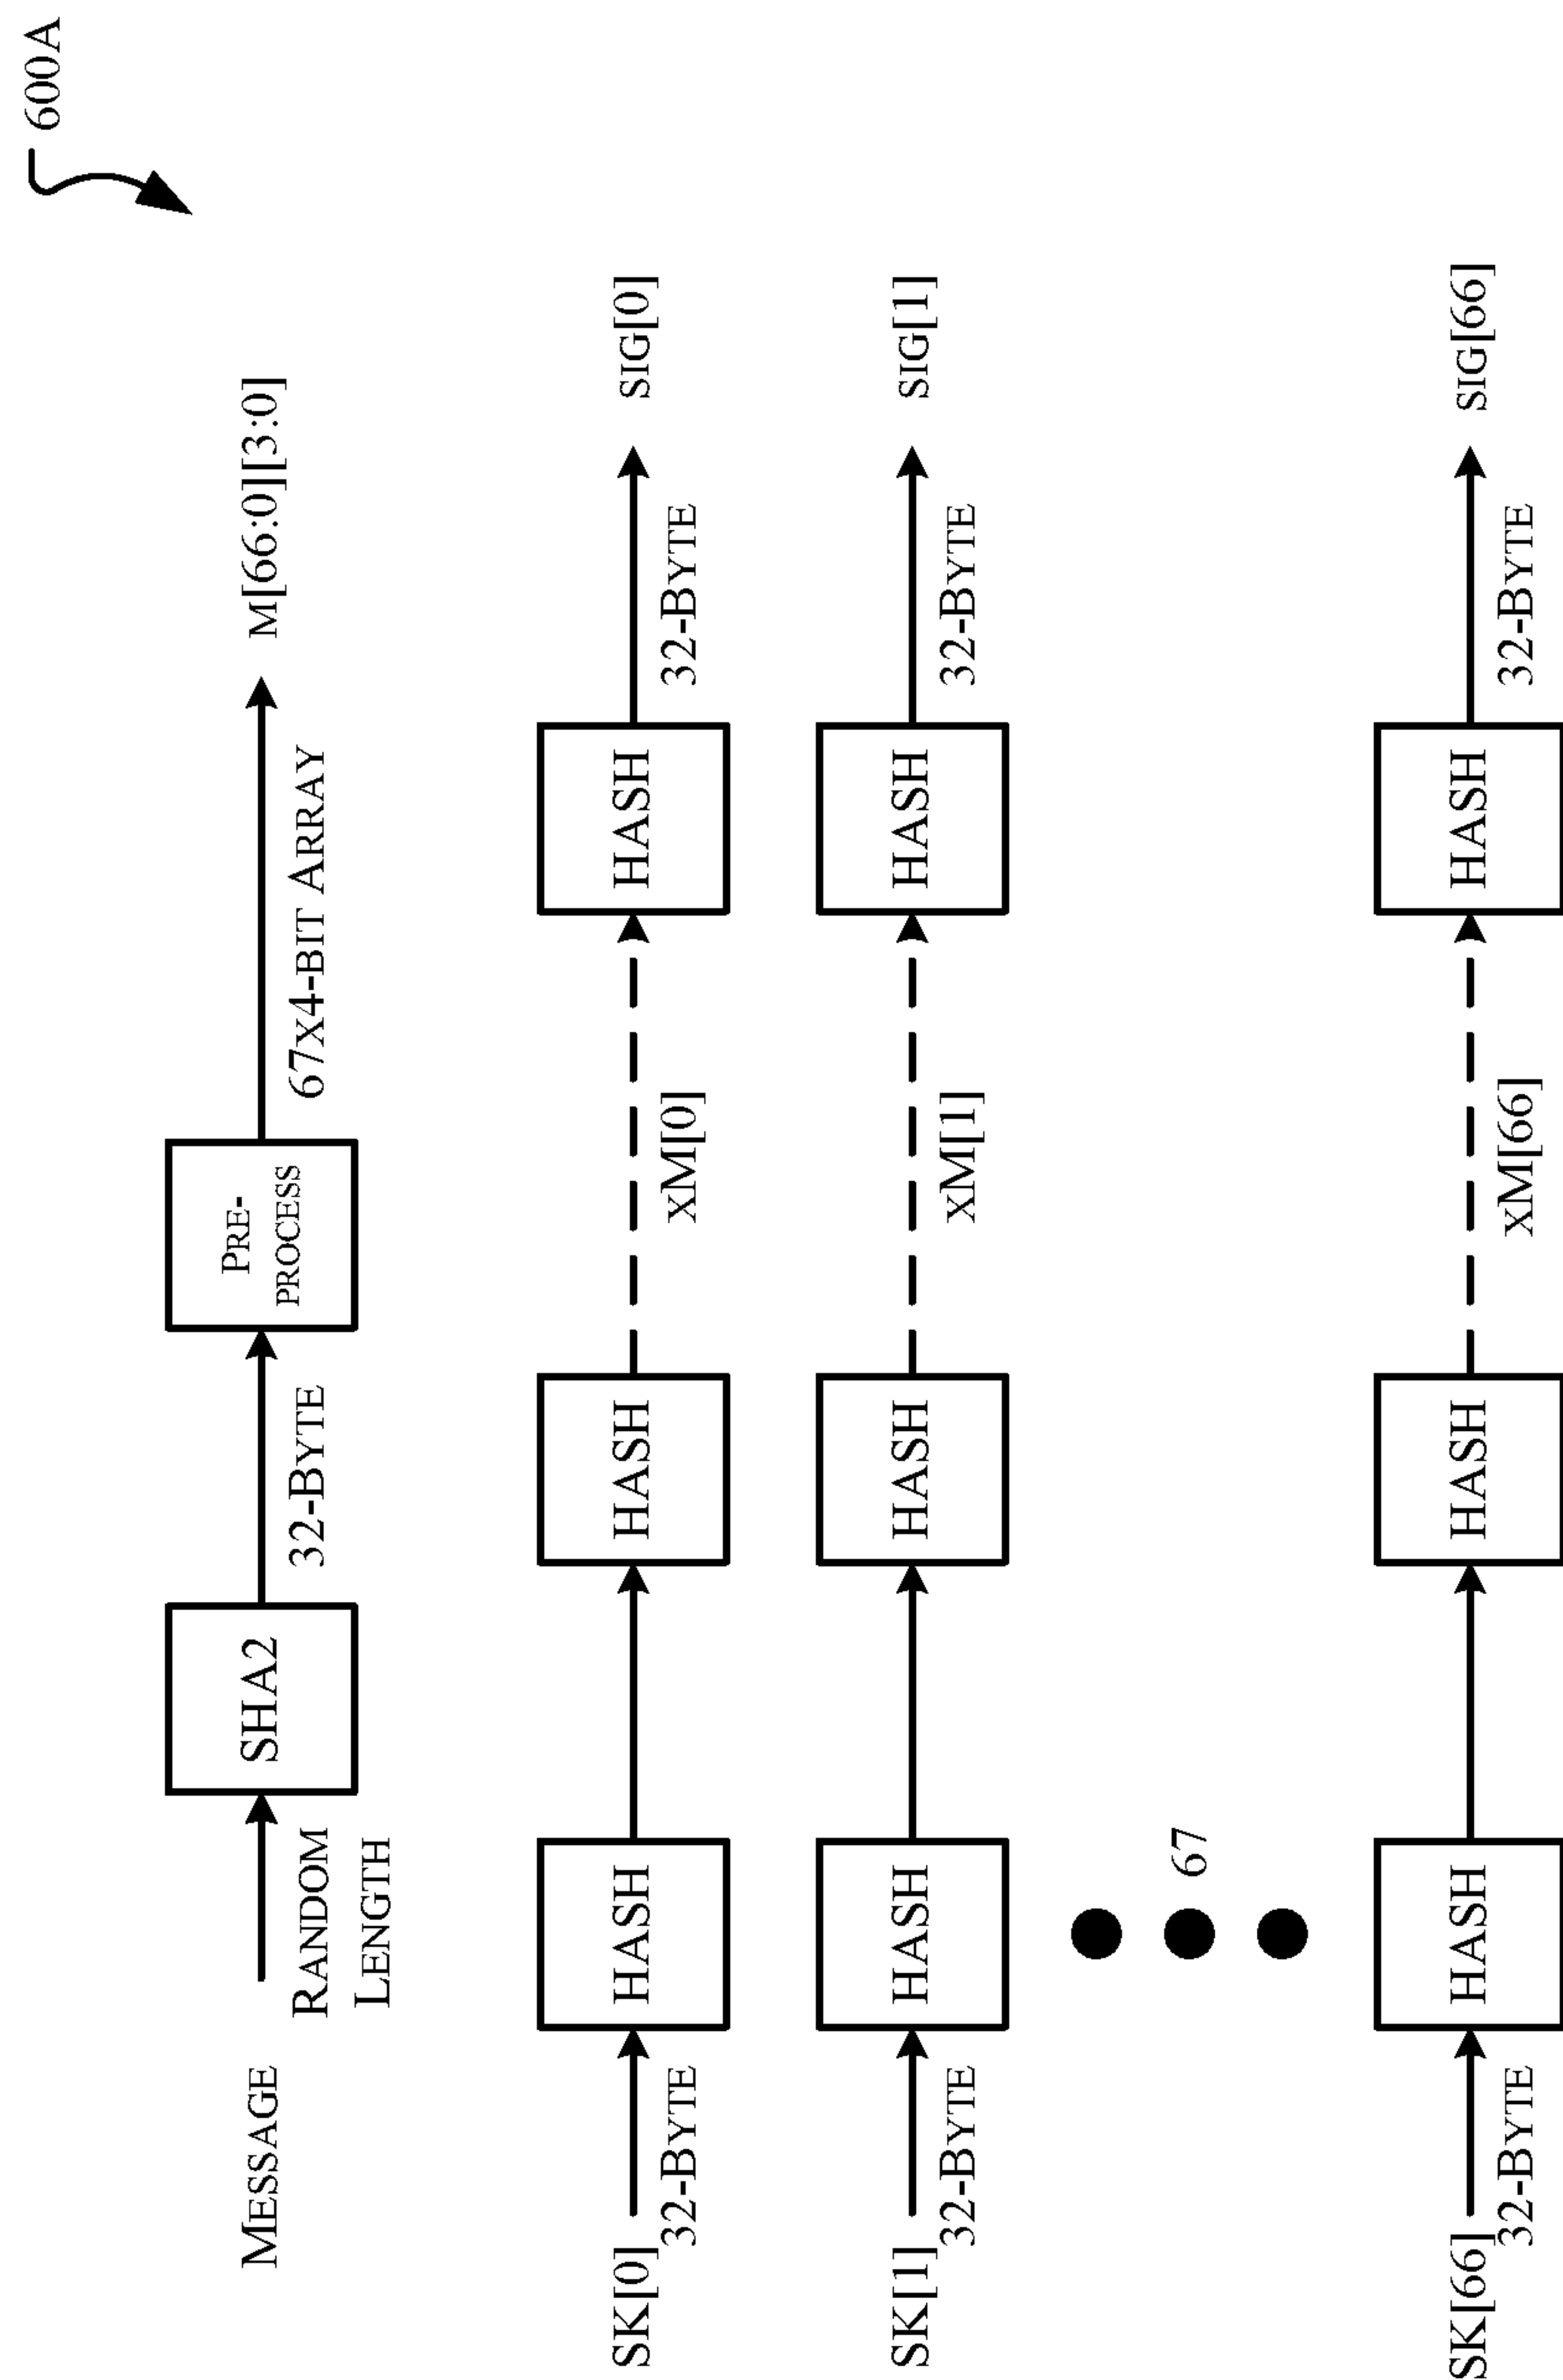 600A
MESSAGE
RANDOM
LENGTH
SHA2
32-BYTE
PRE-
PROCESS
67X4-BIT ARRAY
M[66:0][3:0]
SK[0]
32-BYTE
HASH
HASH
XM[0]
HASH
32-BYTE
SIG[0]
SK[1]
32-BYTE
HASH
HASH
XM[1]
HASH
32-BYTE
SIG[1]
67
SK[66]
32-BYTE
HASH
HASH
XM[66]
HASH
32-BYTE
SIG[66]